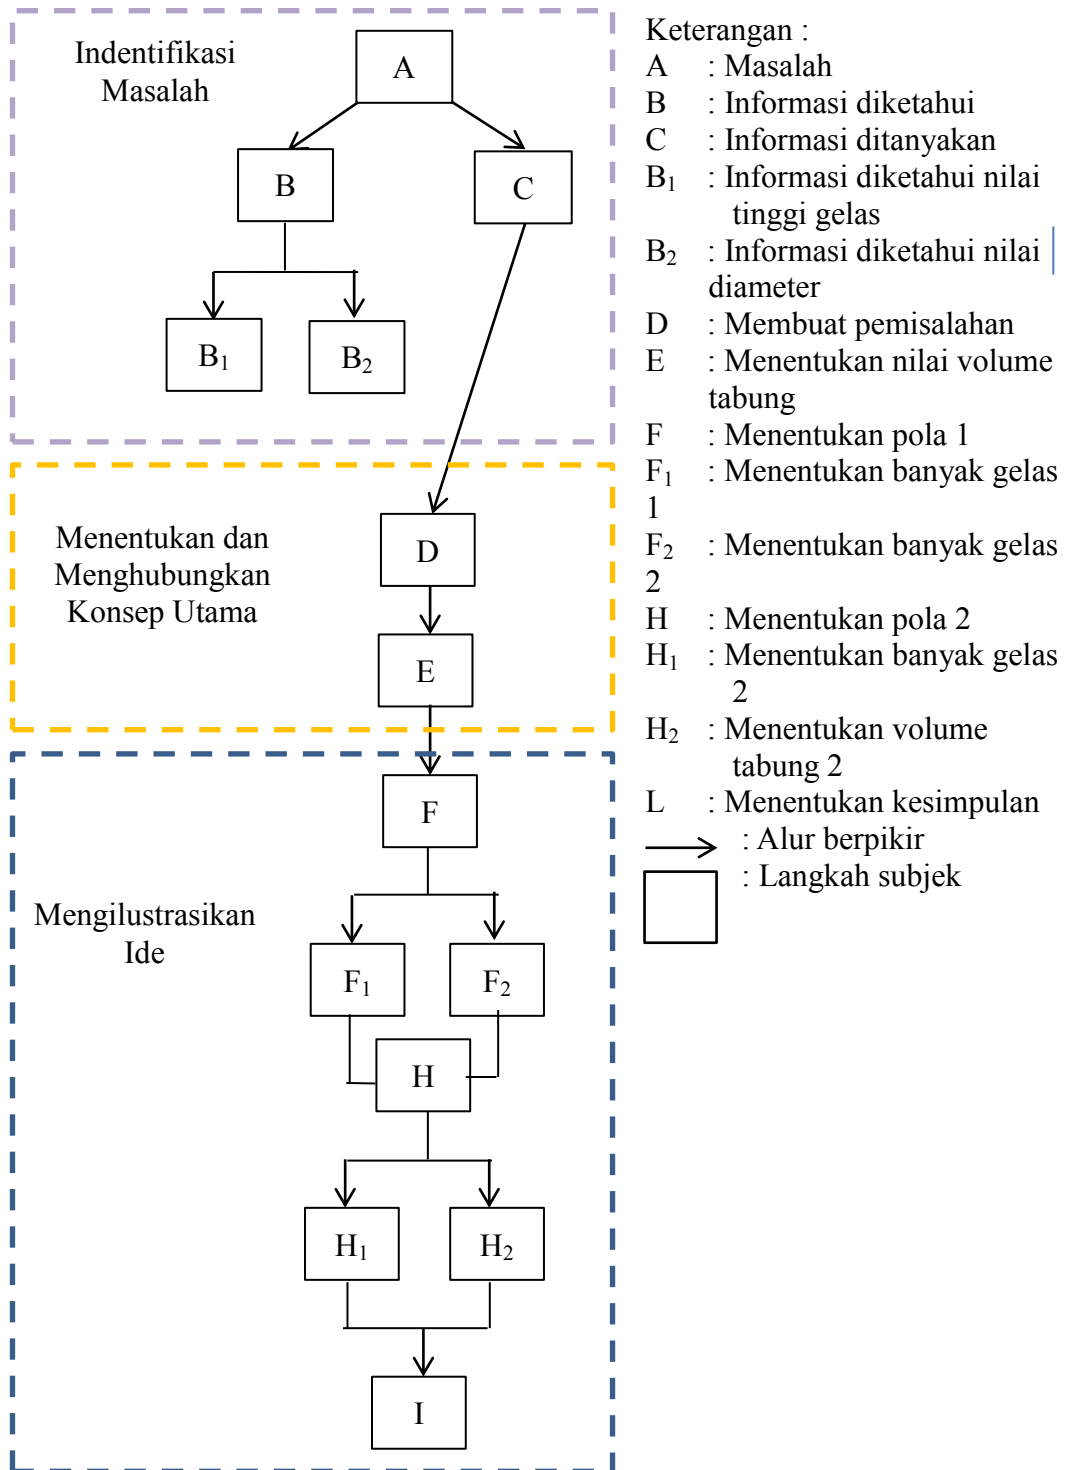 Indentifikasi
Masalah
A
B
C
B₁
B₂
Menentukan dan
Menghubungkan
Konsep Utama
D
E
Mengilustrasikan
Ide
F
F₁
F₂
H
H₁
H₂
I
Keterangan :
A : Masalah
B : Informasi diketahui
C : Informasi ditanyakan
B₁ : Informasi diketahui nilai
tinggi gelas
B₂ : Informasi diketahui nilai
diameter
D : Membuat pemisalahan
E : Menentukan nilai volume
tabung
F : Menentukan pola 1
F₁ : Menentukan banyak gelas
1
F₂ : Menentukan banyak gelas
2
H : Menentukan pola 2
H₁ : Menentukan banyak gelas
2
H₂ : Menentukan volume
tabung 2
L : Menentukan kesimpulan
: Alur berpikir
: Langkah subjek